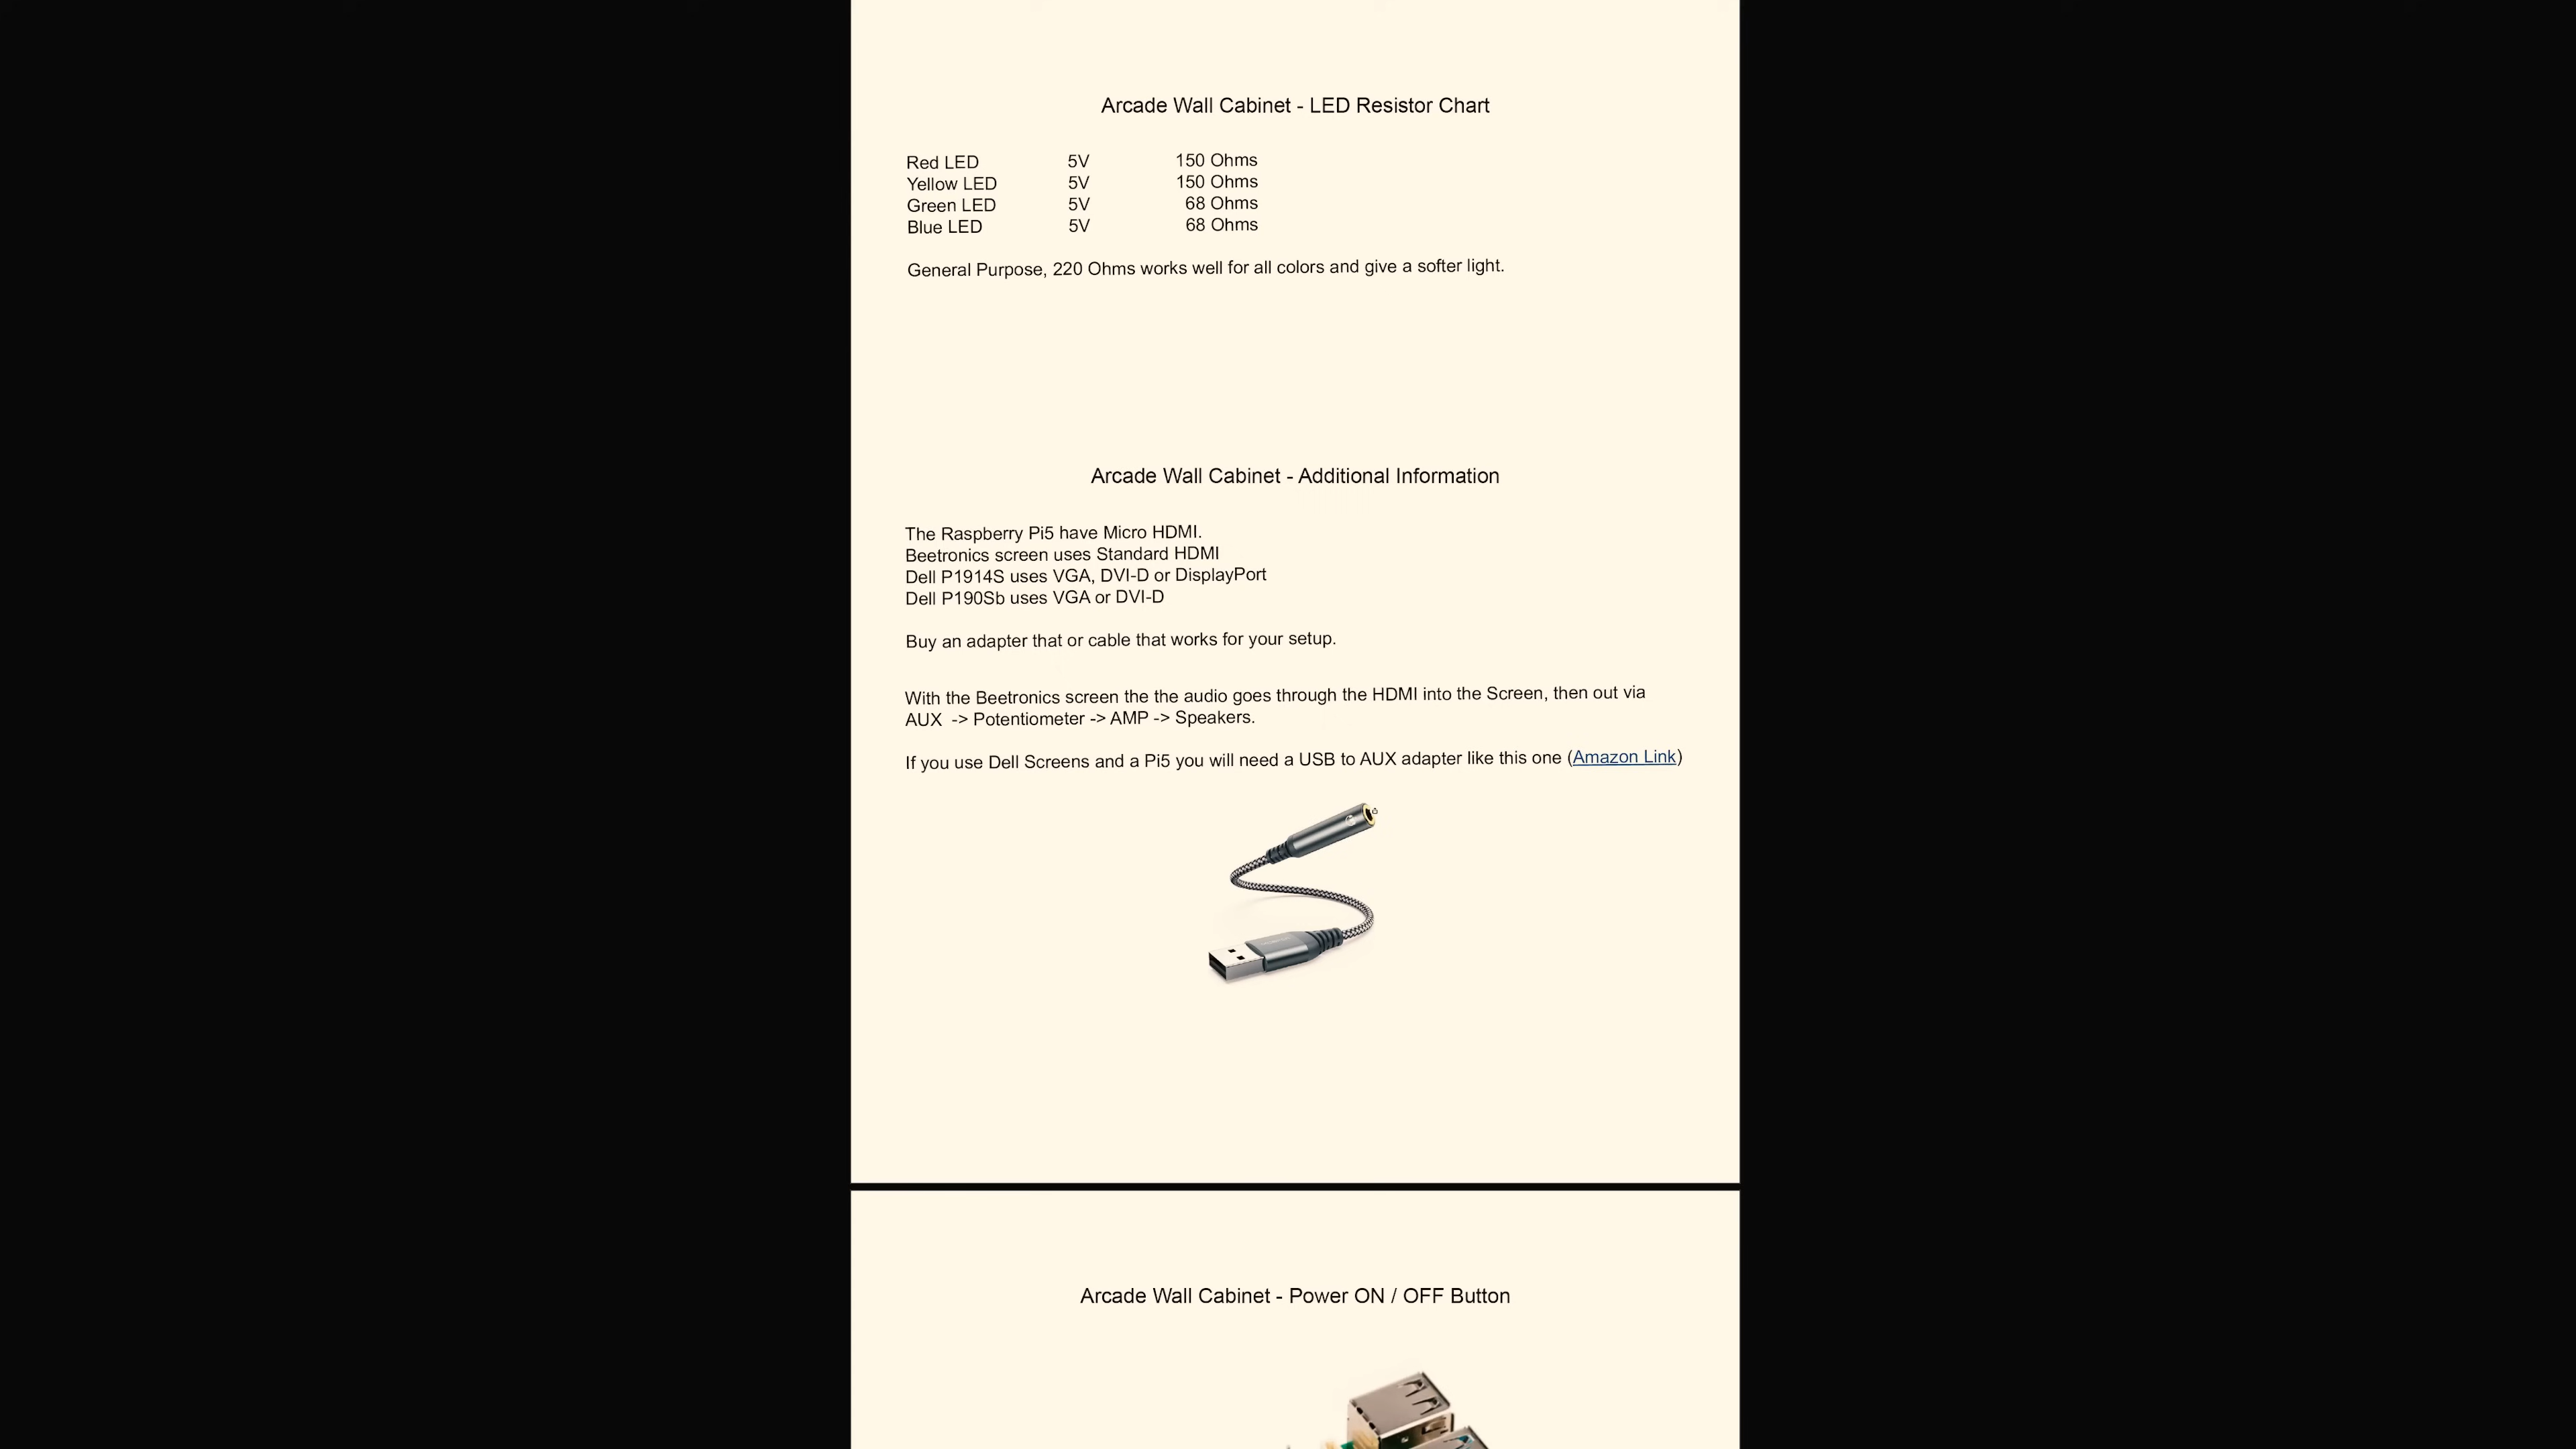 Arcade Wall Cabinet - LED Resistor Chart
Red LED 5V 150 Ohms
Yellow LED 5V 150 Ohms
Green LED 5V 68 Ohms
Blue LED 5V 68 Ohms
General Purpose, 220 Ohms works well for all colors and give a softer light.
Arcade Wall Cabinet - Additional Information
The Raspberry Pi5 have Micro HDMI.
Beetronics screen uses Standard HDMI
Dell P1914S uses VGA, DVI-D or DisplayPort
Dell P190Sb uses VGA or DVI-D
Buy an adapter that or cable that works for your setup.
With the Beetronics screen the the audio goes through the HDMI into the Screen, then out via
AUX -> Potentiometer -> AMP -> Speakers.
If you use Dell Screens and a Pi5 you will need a USB to AUX adapter like this one (Amazon Link)
Arcade Wall Cabinet - Power ON / OFF Button